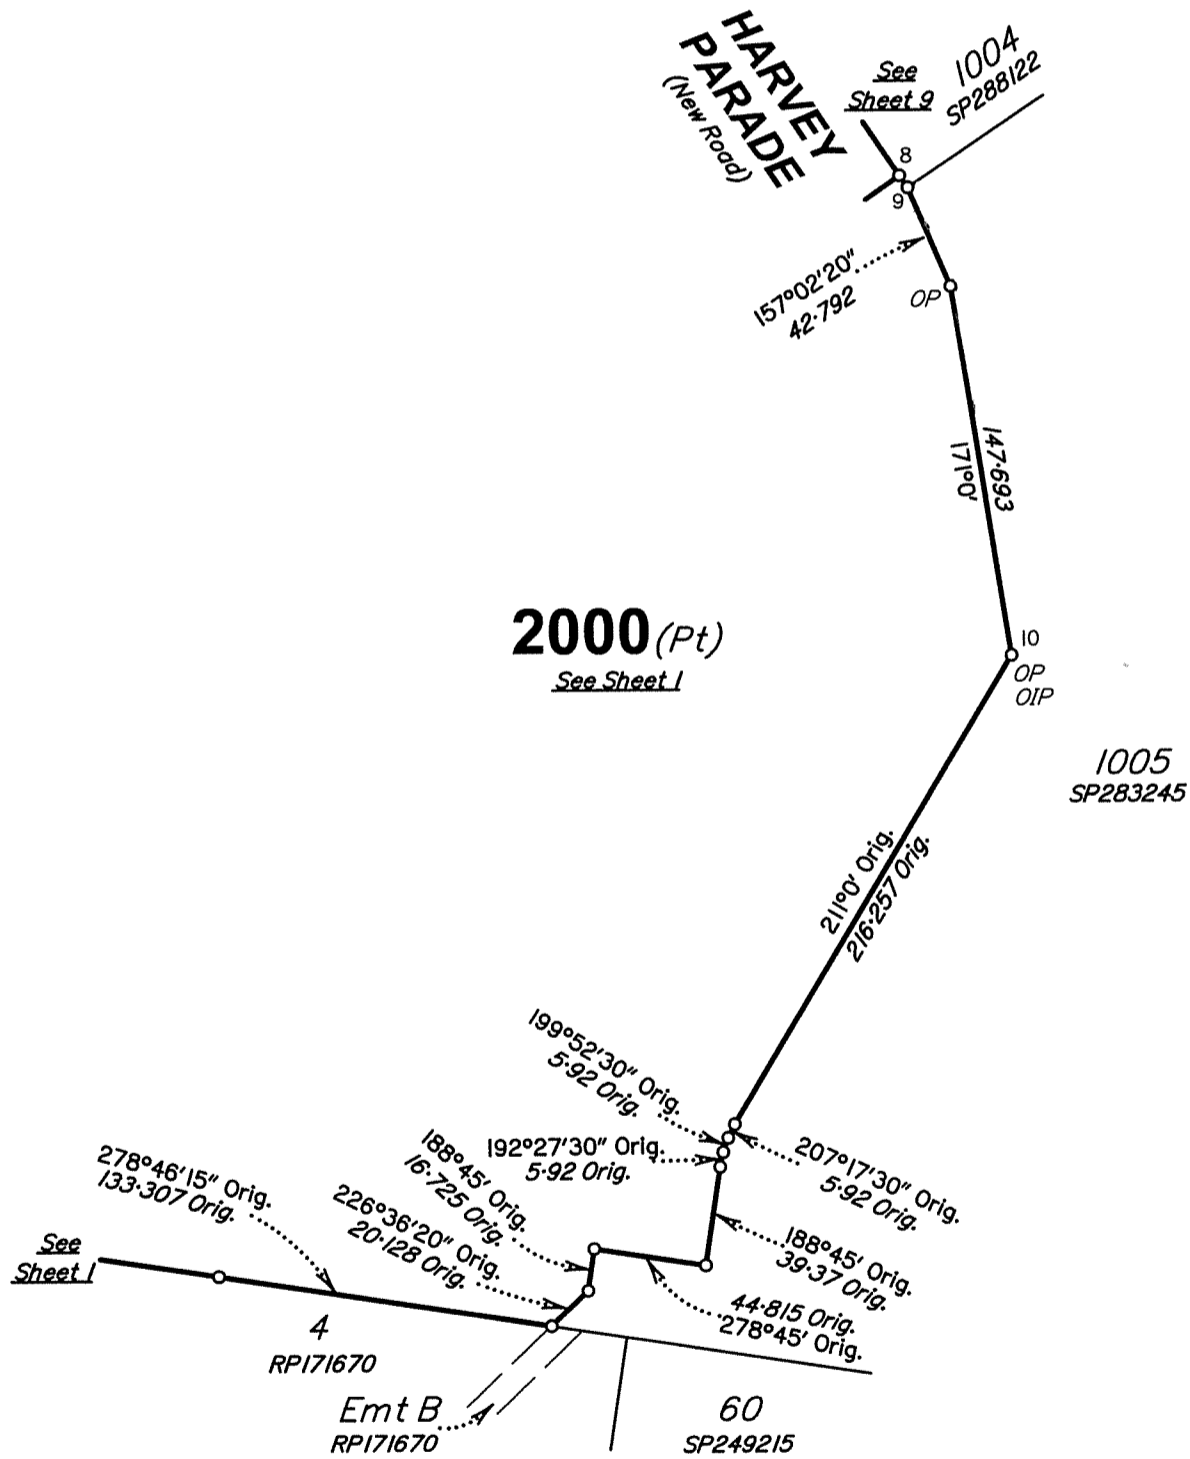 HARVEY
PARADE
(New Road)
See
Sheet 9
1004
SP288122
8
9
157°02'20"
42·792
OP
147·693
171°0'
2000 (Pt)
See Sheet 1
10
OP
OIP
1005
SP283245
211°0' Orig.
216·257 Orig.
199°52'30" Orig.
5·92 Orig.
192°27'30" Orig.
5·92 Orig.
207°17'30" Orig.
5·92 Orig.
188°45' Orig.
16·725 Orig.
278°46'15" Orig.
133·307 Orig.
226°36'20" Orig.
20·128 Orig.
188°45' Orig.
39·37 Orig.
See
Sheet 1
44·815 Orig.
278°45' Orig.
4
RP171670
Emt B
RP171670
60
SP249215